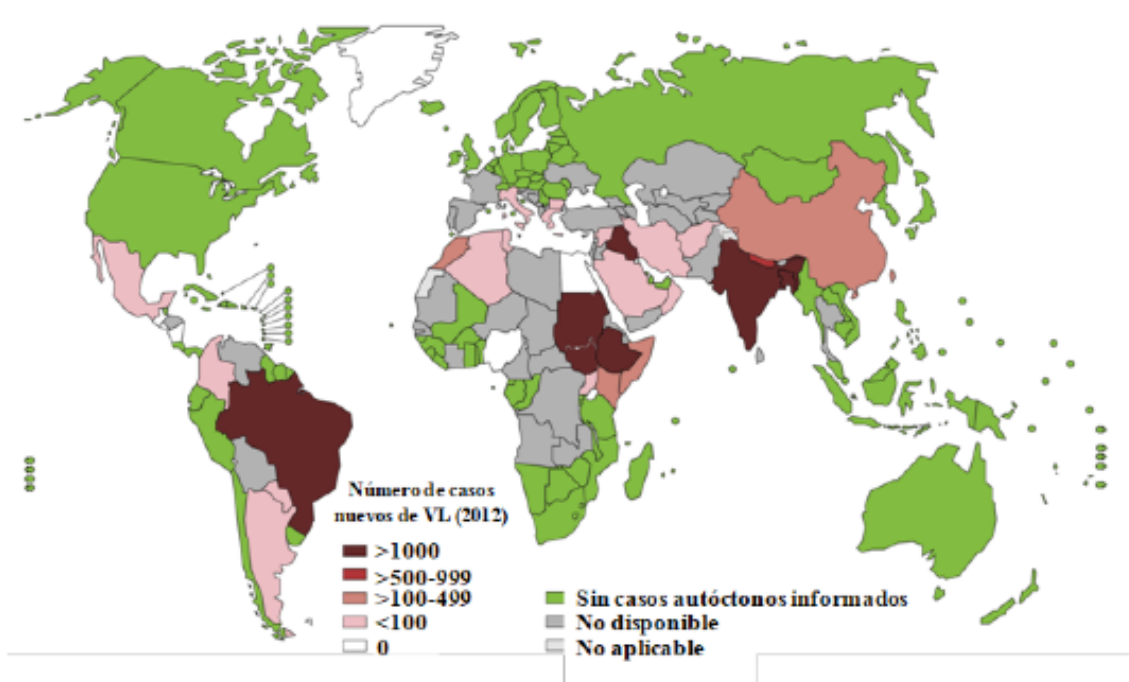 Número de casos
nuevos de VL (2012)
>1000
>500-999
>100-499
<100
0
Sin casos autóctonos informados
No disponible
No aplicable